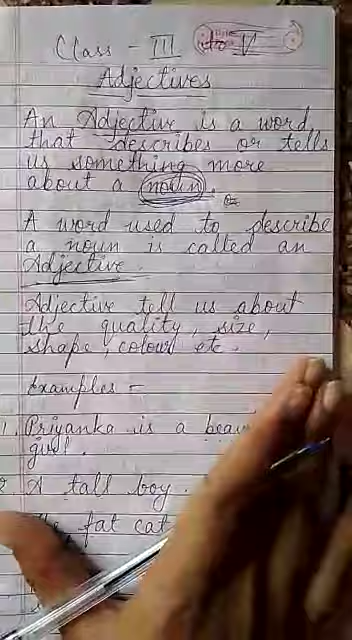 Class - III to V
Adjectives
An Adjective is a word
that describes or tells
us something more
about a noun.
or
A word used to describe
a noun is called an
Adjective.
Adjective tell us about
the quality, size,
shape, colour etc.
Examples -
1. Priyanka is a
girl.
A tall boy.
fat cat